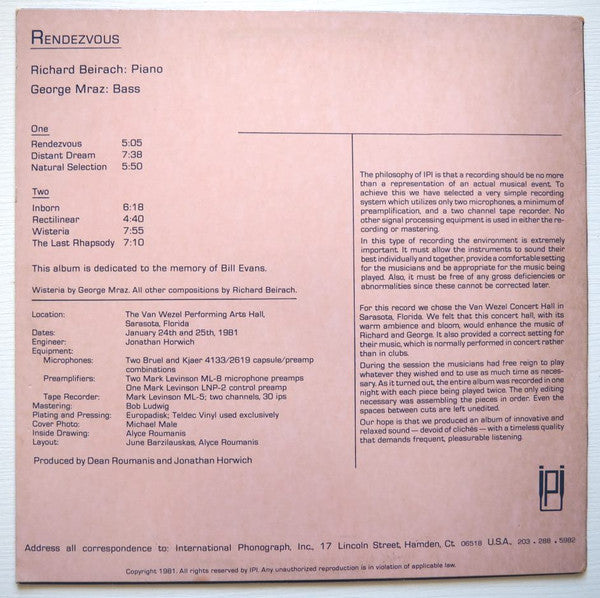 RENDEZVOUS
Richard Beirach: Piano
George Mraz: Bass
One
Rendezvous 5:05
Distant Dream 7:38
Natural Selection 5:50
Two
Inborn 6:18
Rectilinear 4:40
Wisteria 7:55
The Last Rhapsody 7:10
This album is dedicated to the memory of Bill Evans.
Wisteria by George Mraz. All other compositions by Richard Beirach.
Location: The Van Wezel Performing Arts Hall,
Sarasota, Florida
Dates: January 24th and 25th, 1981
Engineer: Jonathan Horwich
Equipment:
Microphones: Two Bruel and Kjaer 4133/2619 capsule/preamp
combinations
Preamplifiers: Two Mark Levinson ML-8 microphone preamps
One Mark Levinson LNP-2 control preamp
Tape Recorder: Mark Levinson ML-5; two channels, 30 ips
Mastering: Bob Ludwig
Plating and Pressing: Europadisk; Teldec Vinyl used exclusively
Cover Photo: Michael Male
Inside Drawing: Alyce Roumanis
Layout: June Barzilauskas, Alyce Roumanis
Produced by Dean Roumanis and Jonathan Horwich
The philosophy of IPI is that a recording should be no more
than a representation of an actual musical event. To
achieve this we have selected a very simple recording
system which utilizes only two microphones, a minimum of
preamplification, and a two channel tape recorder. No
other signal processing equipment is used in either the re-
cording or mastering.
In this type of recording the environment is extremely
important. It must allow the instruments to sound their
best individually and together, provide a comfortable setting
for the musicians and be appropriate for the music being
played. Also, it must be free of any gross deficiencies or
abnormalities since these cannot be corrected later.
For this record we chose the Van Wezel Concert Hall in
Sarasota, Florida. We felt that this concert hall, with its
warm ambience and bloom, would enhance the music of
Richard and George. It also provided a correct setting for
their music, which is normally performed in concert rather
than in clubs.
During the session the musicians had free reign to play
whatever they wished and to use as much time as neces-
sary. As it turned out, the entire album was recorded in one
night with each piece being played twice. The only editing
necessary was assembling the pieces in order. Even the
spaces between cuts are left unedited.
Our hope is that we produced an album of innovative and
relaxed sound — devoid of clichés — with a timeless quality
that demands frequent, pleasurable listening.
IPI
Address all correspondence to: International Phonograph, Inc., 17 Lincoln Street, Hamden, Ct. 06518 U.S.A., 203 • 288 • 5982
Copyright 1981. All rights reserved by IPI. Any unauthorized reproduction is in violation of applicable law.